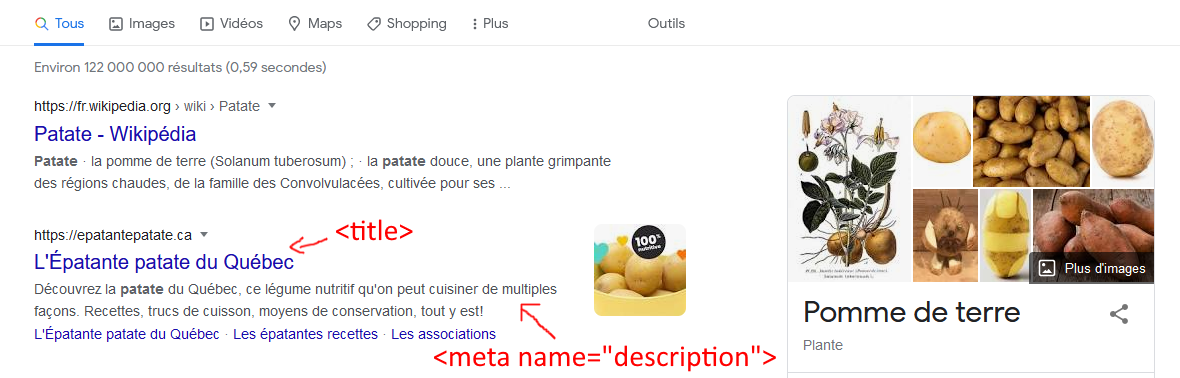 Tous Images Vidéos Maps Shopping Plus Outils
Environ 122 000 000 résultats (0,59 secondes)
https://fr.wikipedia.org › wiki › Patate
Patate - Wikipédia
Patate · la pomme de terre (Solanum tuberosum) ; · la patate douce, une plante grimpante
des régions chaudes, de la famille des Convolvulacées, cultivée pour ses ...
https://epatantepatate.ca
<title>
L'Épatante patate du Québec
Découvrez la patate du Québec, ce légume nutritif qu'on peut cuisiner de multiples
façons. Recettes, trucs de cuisson, moyens de conservation, tout y est!
L'Épatante patate du Québec · Les épatantes recettes · Les associations
<meta name="description">
100%
nutritive
Plus d'images
Pomme de terre
Plante